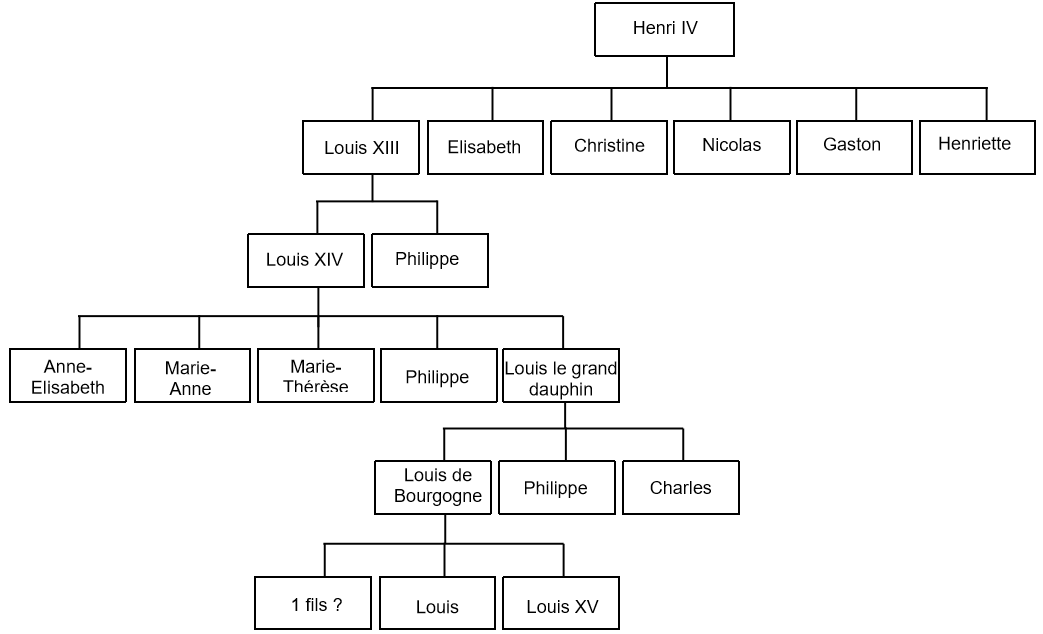 Henri IV
Louis XIII
Elisabeth
Christine
Nicolas
Gaston
Henriette
Louis XIV
Philippe
Anne-
Elisabeth
Marie-
Anne
Marie-
Thérèse
Philippe
Louis le grand
dauphin
Louis de
Bourgogne
Philippe
Charles
1 fils ?
Louis
Louis XV